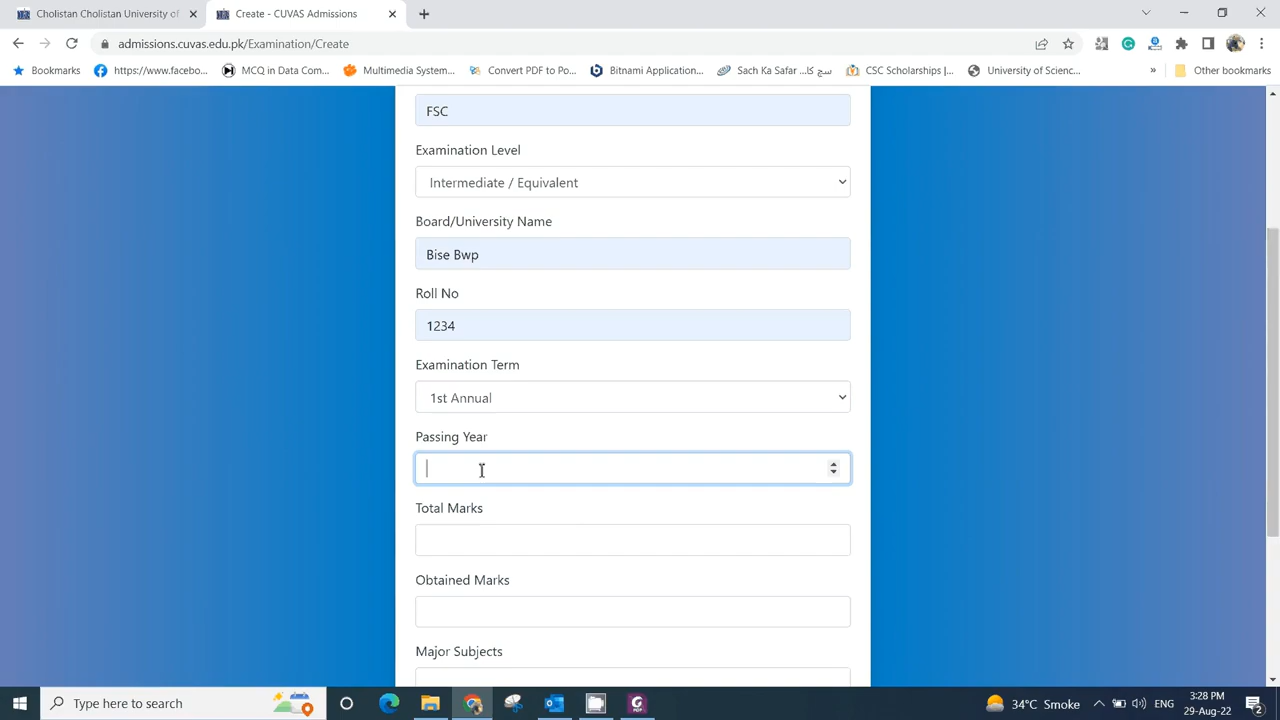 Cholistan Cholistan University of
Create - CUVAS Admissions
admissions.cuvas.edu.pk/Examination/Create
Bookmarks
https://www.facebo...
MCQ in Data Com...
Multimedia System...
Convert PDF to Po...
Bitnami Application...
Sach Ka Safar سچ کا...
CSC Scholarships |...
University of Scienc...
»
Other bookmarks
FSC
Examination Level
Intermediate / Equivalent
Board/University Name
Bise Bwp
Roll No
1234
Examination Term
1st Annual
Passing Year
Total Marks
Obtained Marks
Major Subjects
Type here to search
34°C Smoke
ENG
3:28 PM
29-Aug-22
2